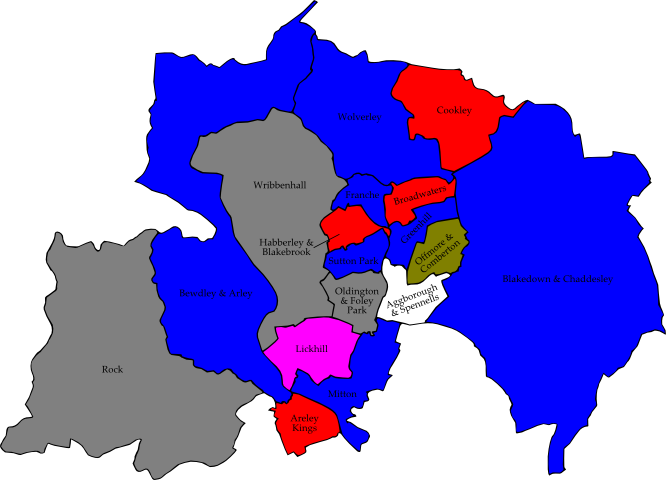 Cookley
Wolverley
Wribbenhall
Franche
Broadwaters
Greenhill
Habberley &
Blakebrook
Offmore &
Comberton
Sutton Park
Blakedown & Chaddesley
Bewdley & Arley
Oldington
& Foley
Park
Aggborough
& Spennells
Lickhill
Rock
Mitton
Areley
Kings